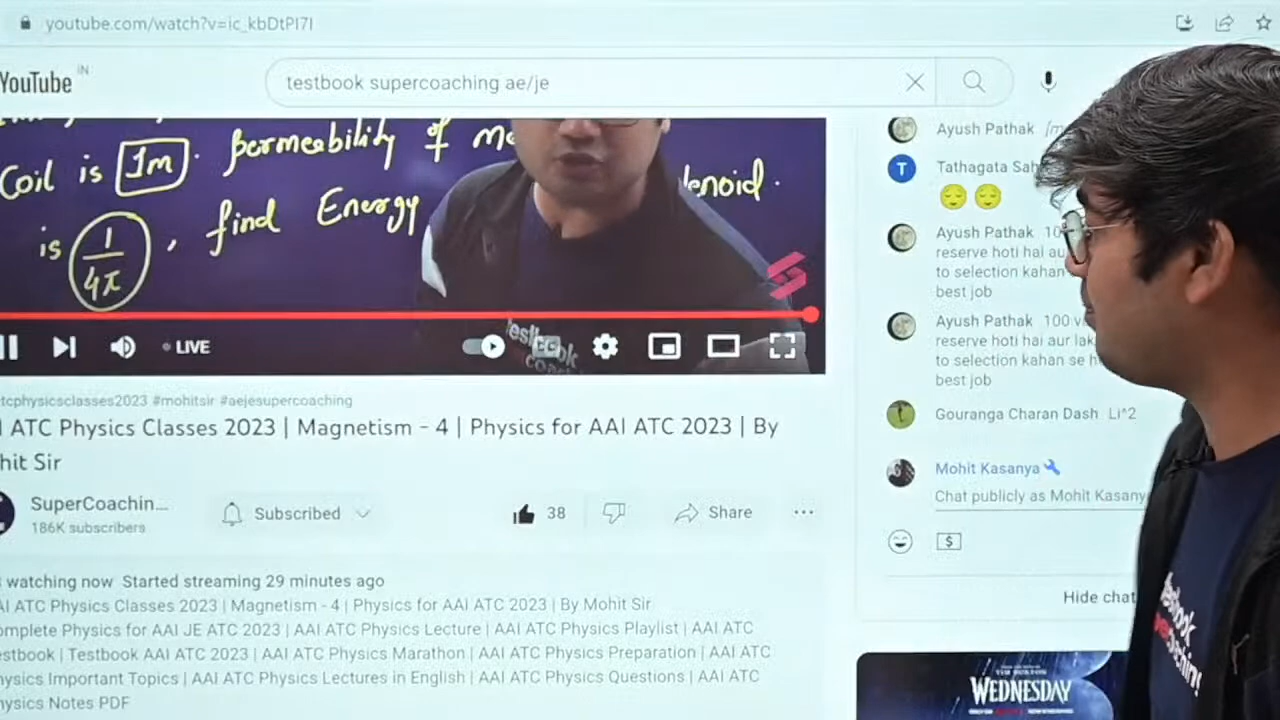 youtube.com/watch?v=ic_kbDtPI7I
YouTube IN
testbook supercoaching ae/je
Coil is 1m. permeability of
lenoid.
is 1/4π, find Energy
LIVE
testbook
tcphysicsclasses2023 #mohitsir #aejesupercoaching
I ATC Physics Classes 2023 | Magnetism - 4 | Physics for AAI ATC 2023 | By
hit Sir
SuperCoachin...
186K subscribers
Subscribed
38
Share
...
watching now Started streaming 29 minutes ago
AI ATC Physics Classes 2023 | Magnetism - 4 | Physics for AAI ATC 2023 | By Mohit Sir
omplete Physics for AAI JE ATC 2023 | AAI ATC Physics Lecture | AAI ATC Physics Playlist | AAI ATC
estbook | Testbook AAI ATC 2023 | AAI ATC Physics Marathon | AAI ATC Physics Preparation | AAI ATC
hysics Important Topics | AAI ATC Physics Lectures in English | AAI ATC Physics Questions | AAI ATC
hysics Notes PDF
Ayush Pathak
T
Tathagata Sah
Ayush Pathak 10
reserve hoti hai au
to selection kahan
best job
Ayush Pathak 100 v
reserve hoti hai aur lak
to selection kahan se h
best job
Gouranga Charan Dash Li^2
Mohit Kasanya
Chat publicly as Mohit Kasany
$
Hide chat
WEDNESDAY
testbook
coaching